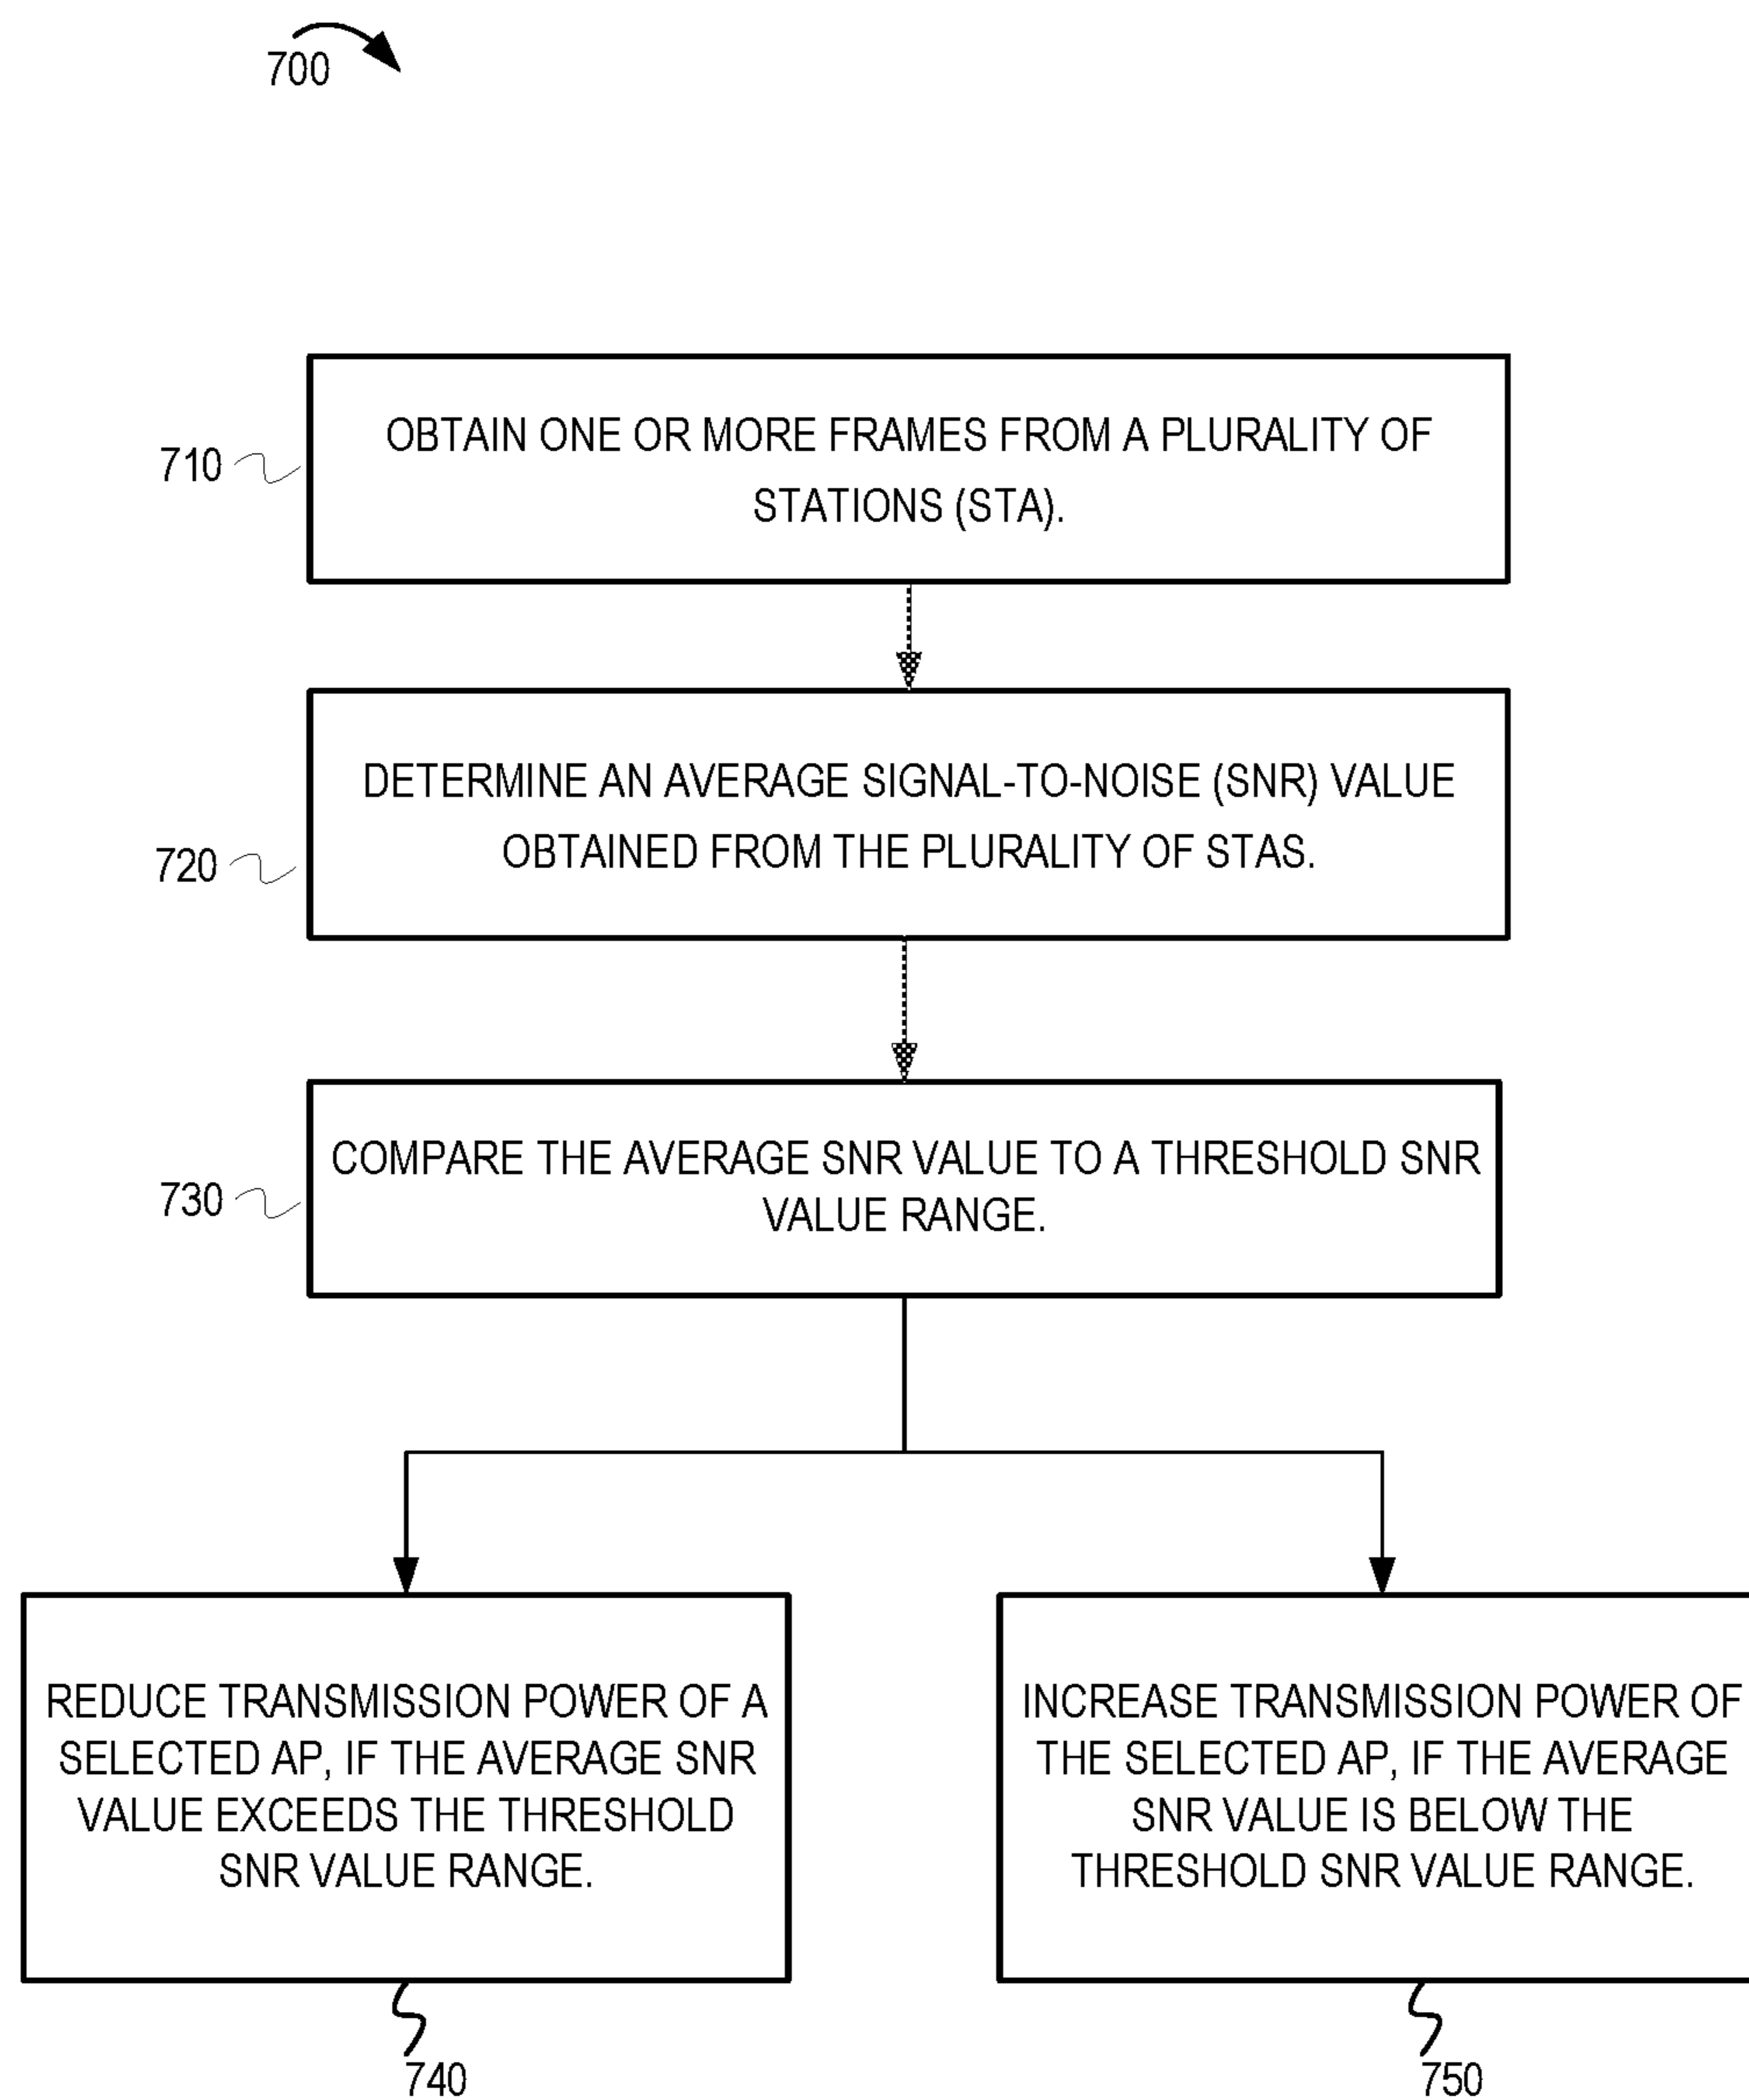 700
710
OBTAIN ONE OR MORE FRAMES FROM A PLURALITY OF
STATIONS (STA).
720
DETERMINE AN AVERAGE SIGNAL-TO-NOISE (SNR) VALUE
OBTAINED FROM THE PLURALITY OF STAS.
730
COMPARE THE AVERAGE SNR VALUE TO A THRESHOLD SNR
VALUE RANGE.
REDUCE TRANSMISSION POWER OF A
SELECTED AP, IF THE AVERAGE SNR
VALUE EXCEEDS THE THRESHOLD
SNR VALUE RANGE.
740
INCREASE TRANSMISSION POWER OF
THE SELECTED AP, IF THE AVERAGE
SNR VALUE IS BELOW THE
THRESHOLD SNR VALUE RANGE.
750